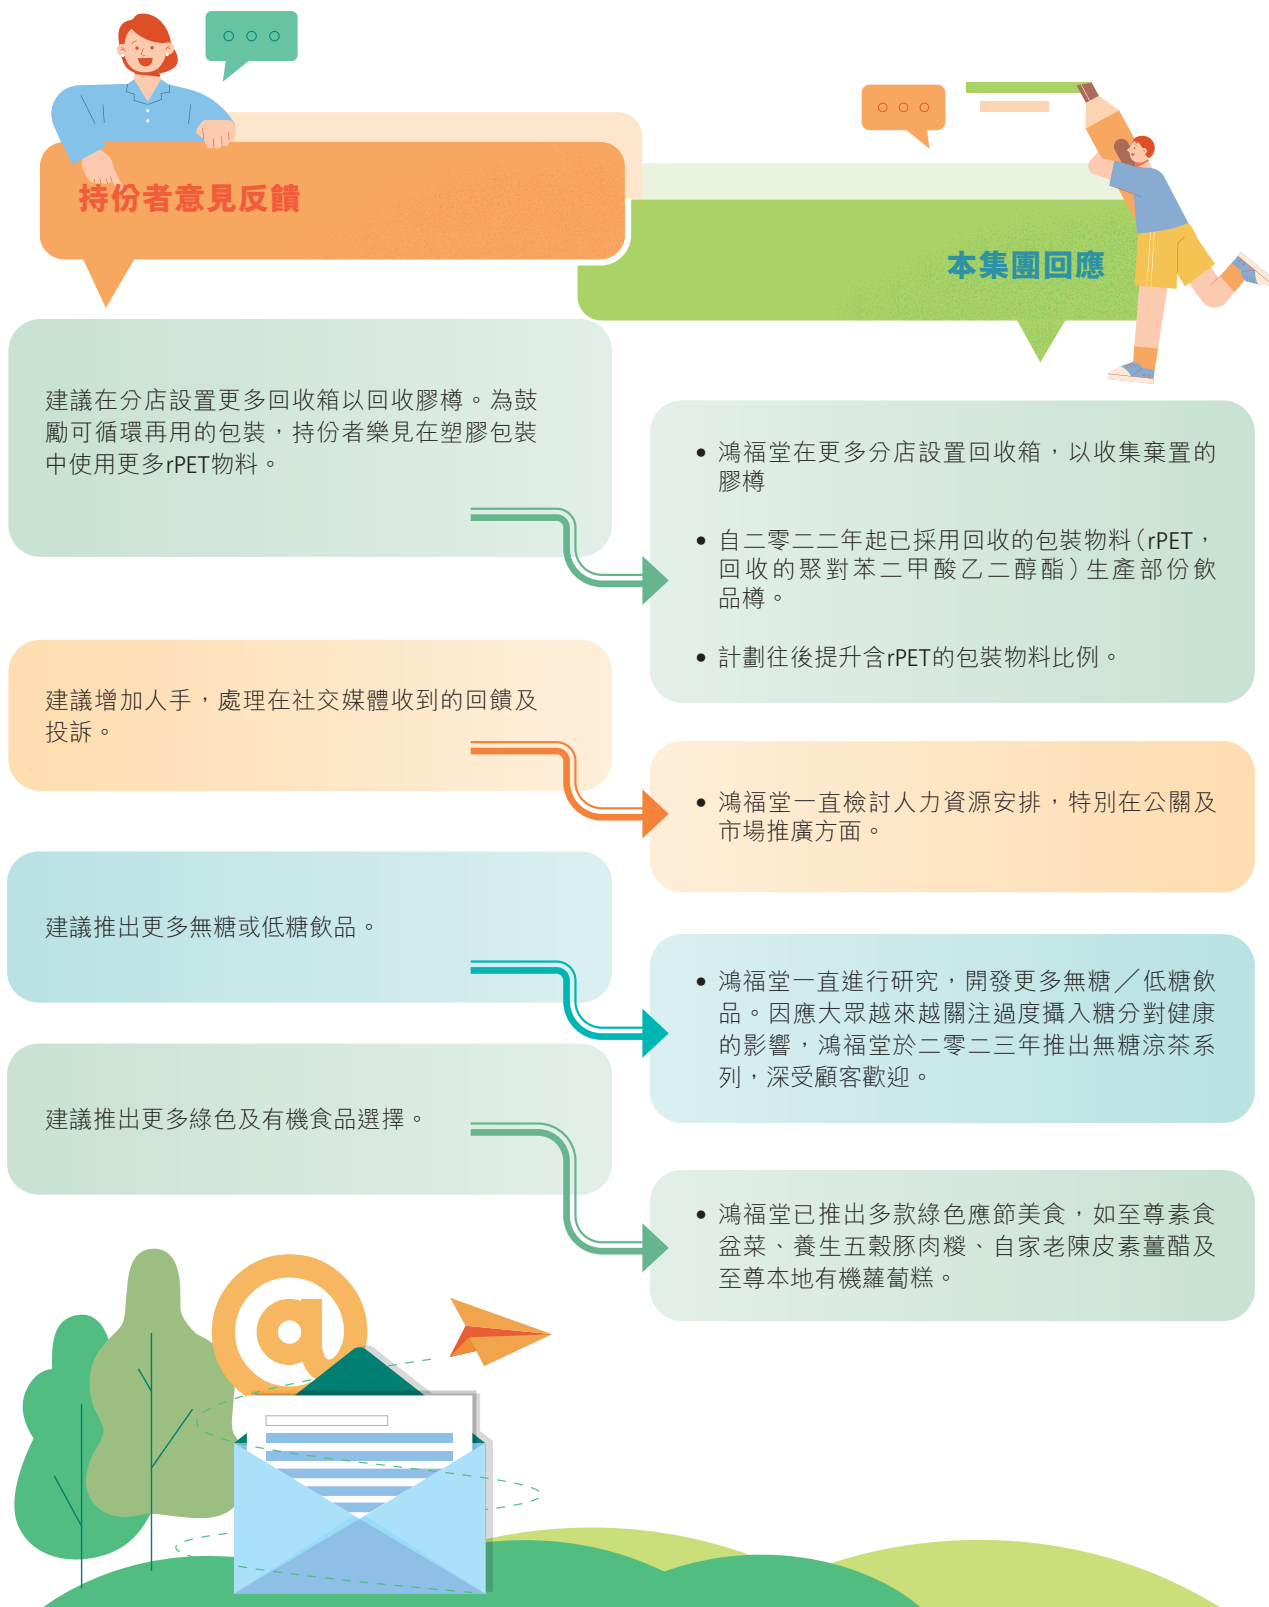 持份者意見反饋
本集團回應
建議在分店設置更多回收箱以回收膠樽。為鼓
勵可循環再用的包裝，持份者樂見在塑膠包裝
中使用更多rPET物料。
• 鴻福堂在更多分店設置回收箱，以收集棄置的
膠樽
• 自二零二二年起已採用回收的包裝物料（rPET，
回收的聚對苯二甲酸乙二醇酯）生產部份飲
品樽。
• 計劃往後提升含rPET的包裝物料比例。
建議增加人手，處理在社交媒體收到的回饋及
投訴。
• 鴻福堂一直檢討人力資源安排，特別在公關及
市場推廣方面。
建議推出更多無糖或低糖飲品。
• 鴻福堂一直進行研究，開發更多無糖／低糖飲
品。因應大眾越來越關注過度攝入糖分對健康
的影響，鴻福堂於二零二三年推出無糖涼茶系
列，深受顧客歡迎。
建議推出更多綠色及有機食品選擇。
• 鴻福堂已推出多款綠色應節美食，如至尊素食
盆菜、養生五穀豚肉糉、自家老陳皮素薑醋及
至尊本地有機蘿蔔糕。